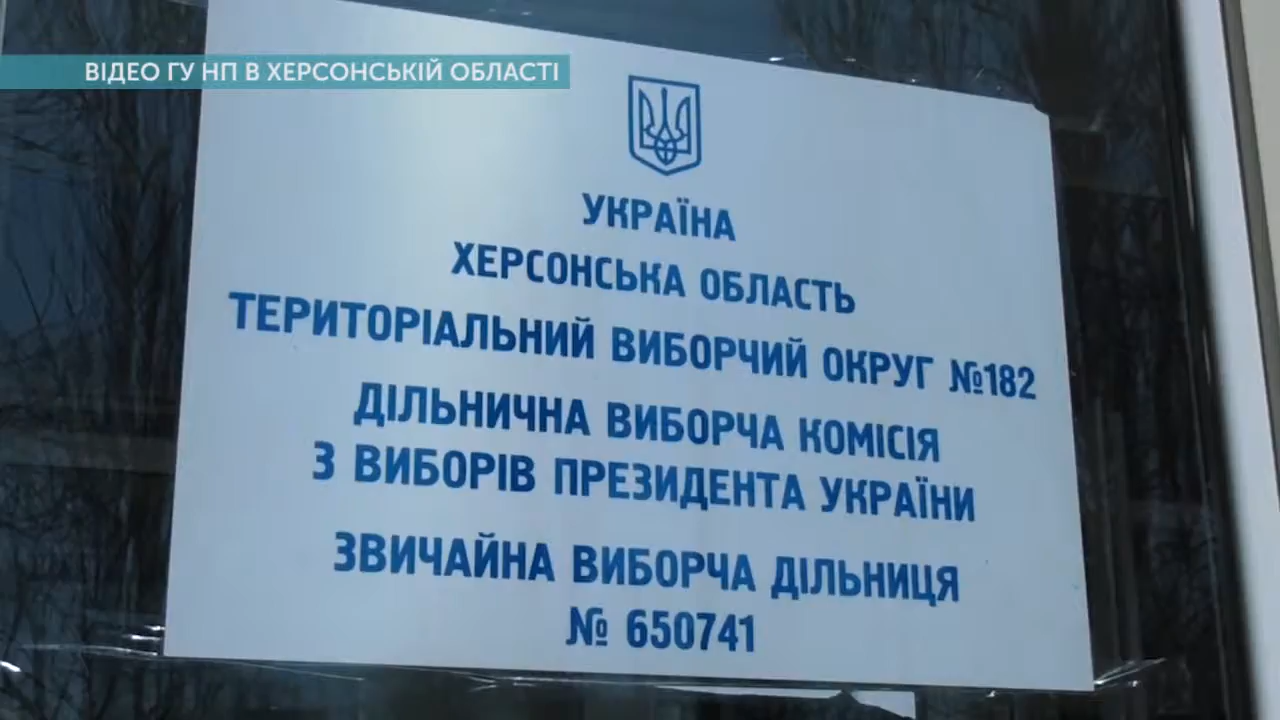 ВІДЕО ГУ НП В ХЕРСОНСЬКІЙ ОБЛАСТІ
УКРАЇНА
ХЕРСОНСЬКА ОБЛАСТЬ
ТЕРИТОРІАЛЬНИЙ ВИБОРЧИЙ ОКРУГ №182
ДІЛЬНИЧНА ВИБОРЧА КОМІСІЯ
З ВИБОРІВ ПРЕЗИДЕНТА УКРАЇНИ
ЗВИЧАЙНА ВИБОРЧА ДІЛЬНИЦЯ
№ 650741